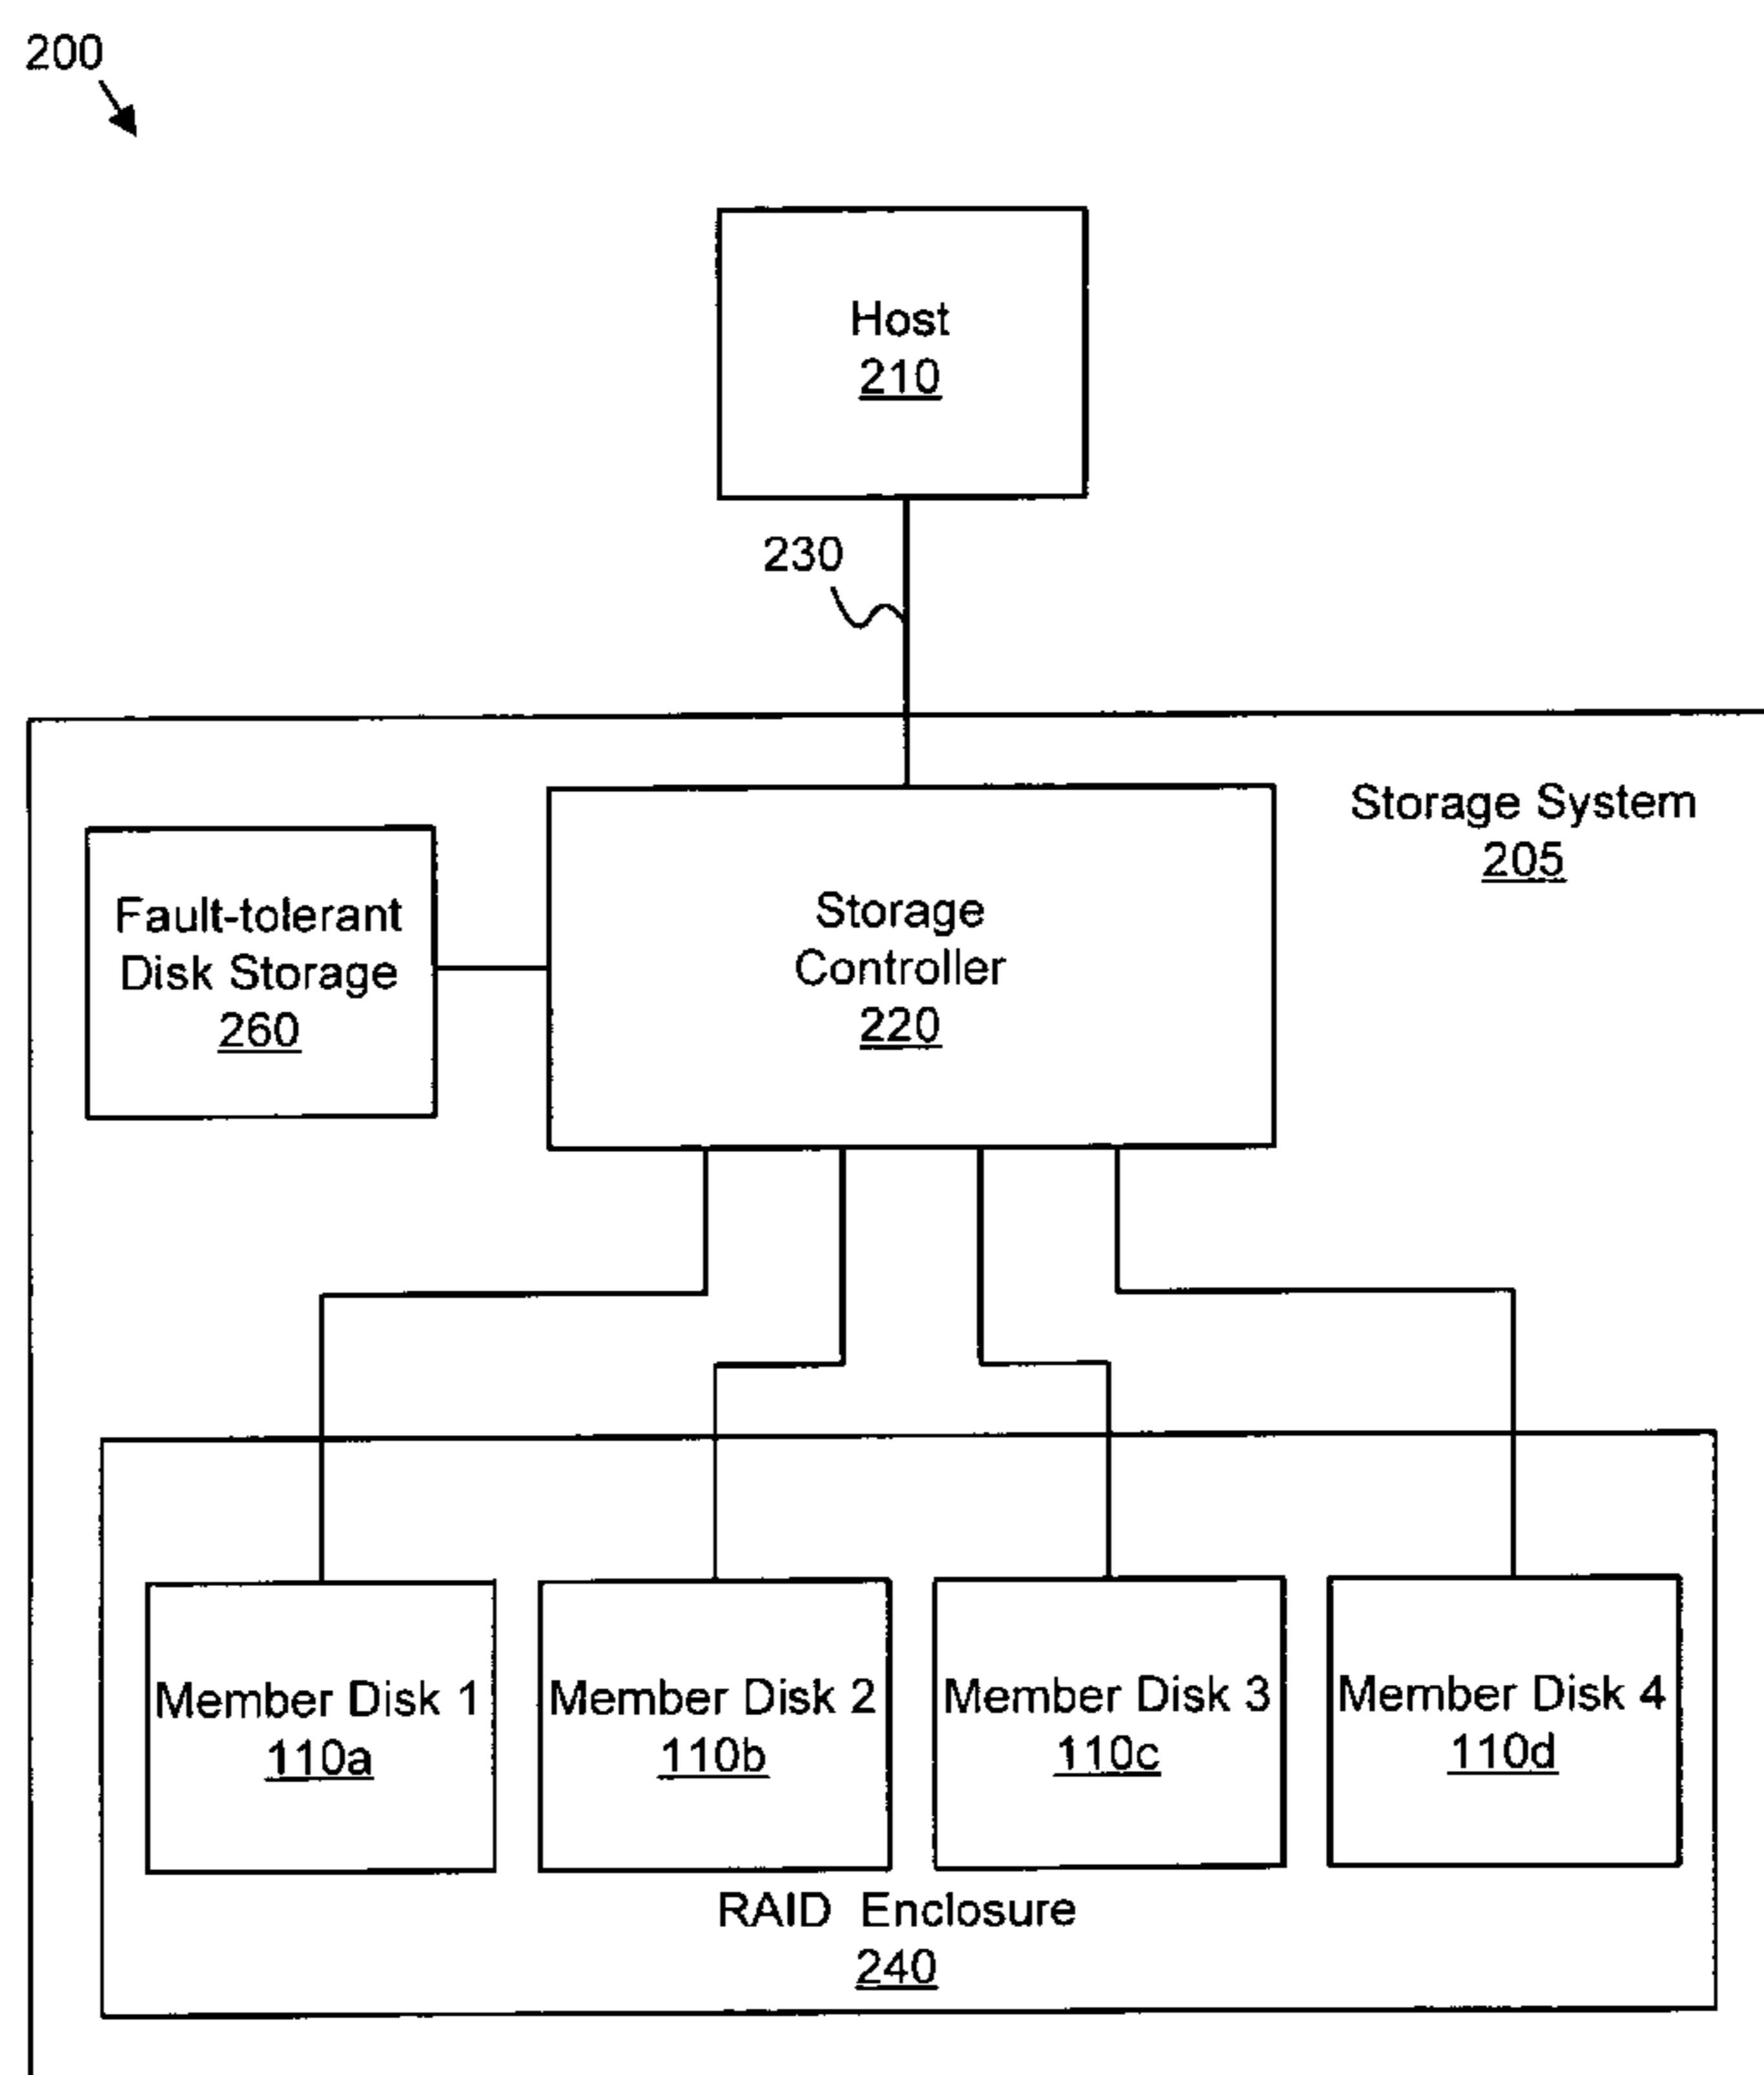 200
Host
210
230
Storage System
205
Fault-tolerant
Disk Storage
260
Storage
Controller
220
Member Disk 1
110a
Member Disk 2
110b
Member Disk 3
110c
Member Disk 4
110d
RAID Enclosure
240